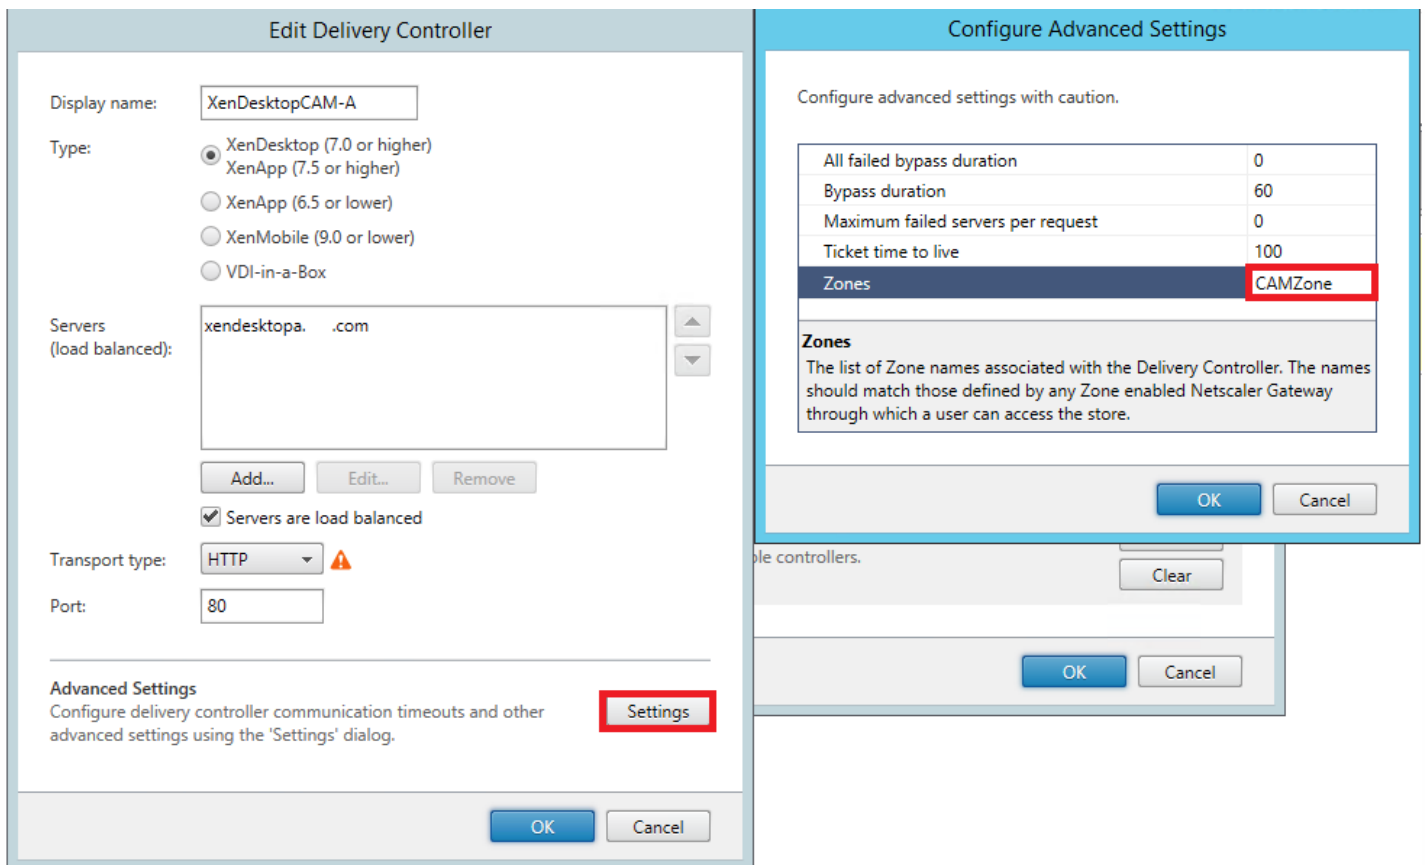 Edit Delivery Controller
Display name:
XenDesktopCAM-A
Type:
XenDesktop (7.0 or higher)
XenApp (7.5 or higher)
XenApp (6.5 or lower)
XenMobile (9.0 or lower)
VDI-in-a-Box
Servers
(load balanced):
xendesktopa. .com
Add...
Edit...
Remove
Servers are load balanced
Transport type:
HTTP
Port:
80
Advanced Settings
Configure delivery controller communication timeouts and other
advanced settings using the 'Settings' dialog.
Settings
OK
Cancel
Configure Advanced Settings
Configure advanced settings with caution.
All failed bypass duration 0
Bypass duration 60
Maximum failed servers per request 0
Ticket time to live 100
Zones CAMZone
Zones
The list of Zone names associated with the Delivery Controller. The names
should match those defined by any Zone enabled Netscaler Gateway
through which a user can access the store.
OK
Cancel
controllers.
Clear
OK
Cancel